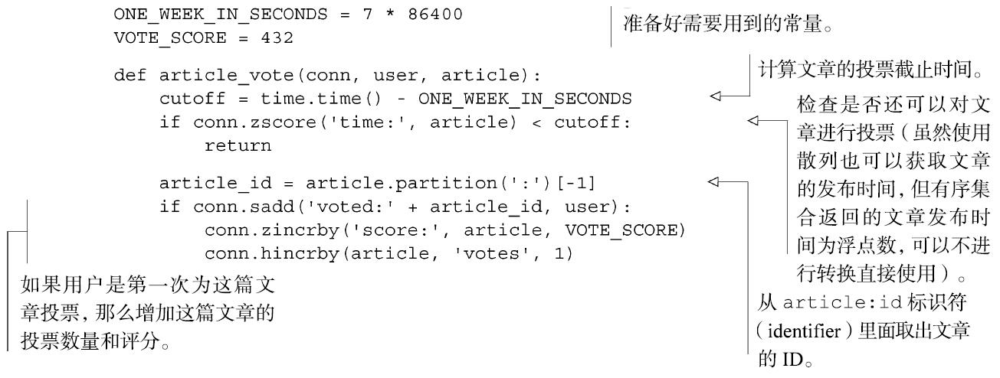 ONE_WEEK_IN_SECONDS = 7 * 86400
VOTE_SCORE = 432
准备好需要用到的常量。
def article_vote(conn, user, article):
    cutoff = time.time() - ONE_WEEK_IN_SECONDS
    if conn.zscore('time:', article) < cutoff:
        return
    article_id = article.partition(':')[-1]
    if conn.sadd('voted:' + article_id, user):
        conn.zincrby('score:', article, VOTE_SCORE)
        conn.hincrby(article, 'votes', 1)
计算文章的投票截止时间。
检查是否还可以对文
章进行投票（虽然使用
散列也可以获取文章
的发布时间，但有序集
合返回的文章发布时
间为浮点数，可以不进
行转换直接使用）。
从 article:id 标识符
（identifier）里面取出文章
的 ID。
如果用户是第一次为这篇文
章投票，那么增加这篇文章的
投票数量和评分。